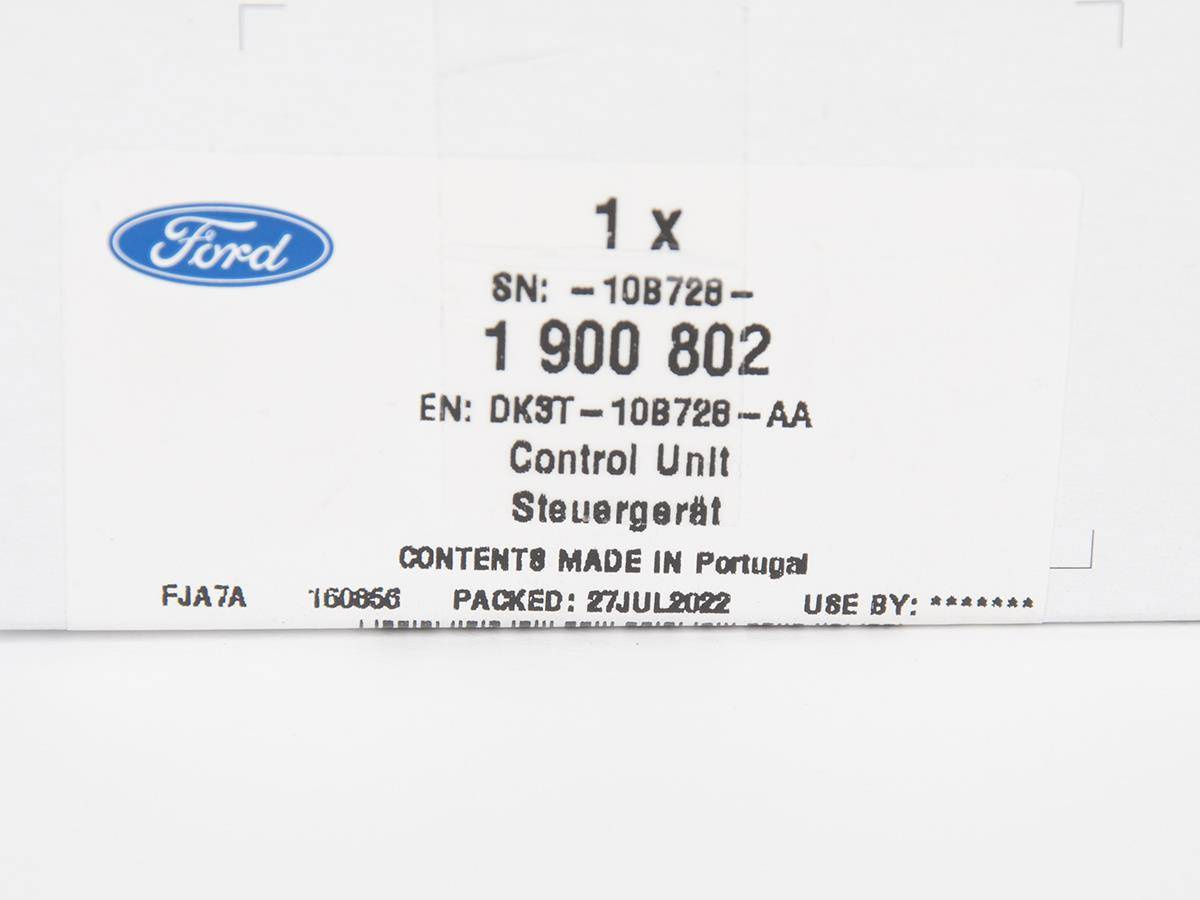 Ford
1 x
SN: -10B728-
1 900 802
EN: DK3T-10B728-AA
Control Unit
Steuergerät
CONTENTS MADE IN Portugal
FJA7A 160856 PACKED: 27JUL2022 USE BY: *******